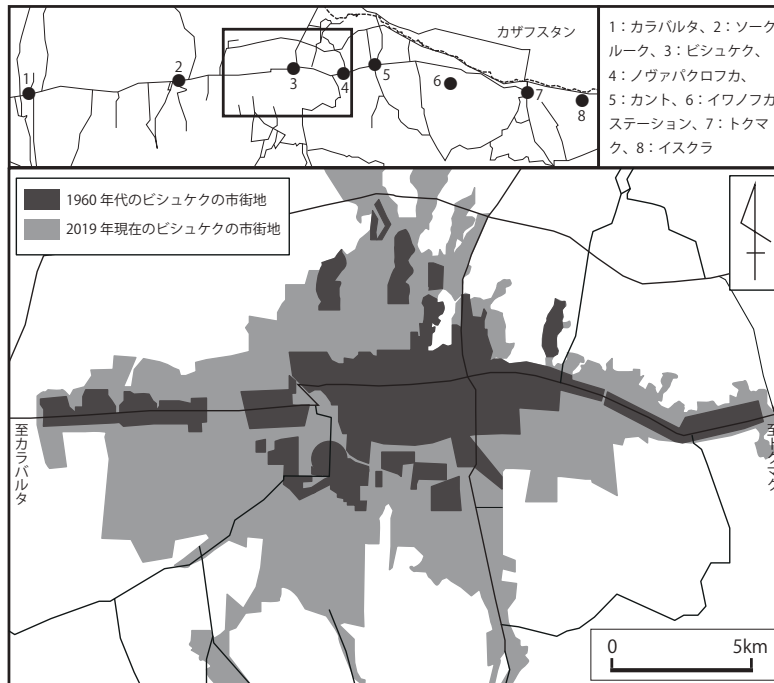 カザフスタン
1
2
3
4
5
6
7
8
1：カラバルタ、2：ソーク
ルーク、3：ビシュケク、
4：ノヴァパクロフカ、
5：カント、6：イワノフカ
ステーション、7：トクマ
ク、8：イスクラ
1960 年代のビシュケクの市街地
2019 年現在のビシュケクの市街地
至カラバルタ
至トクマク
0 5km